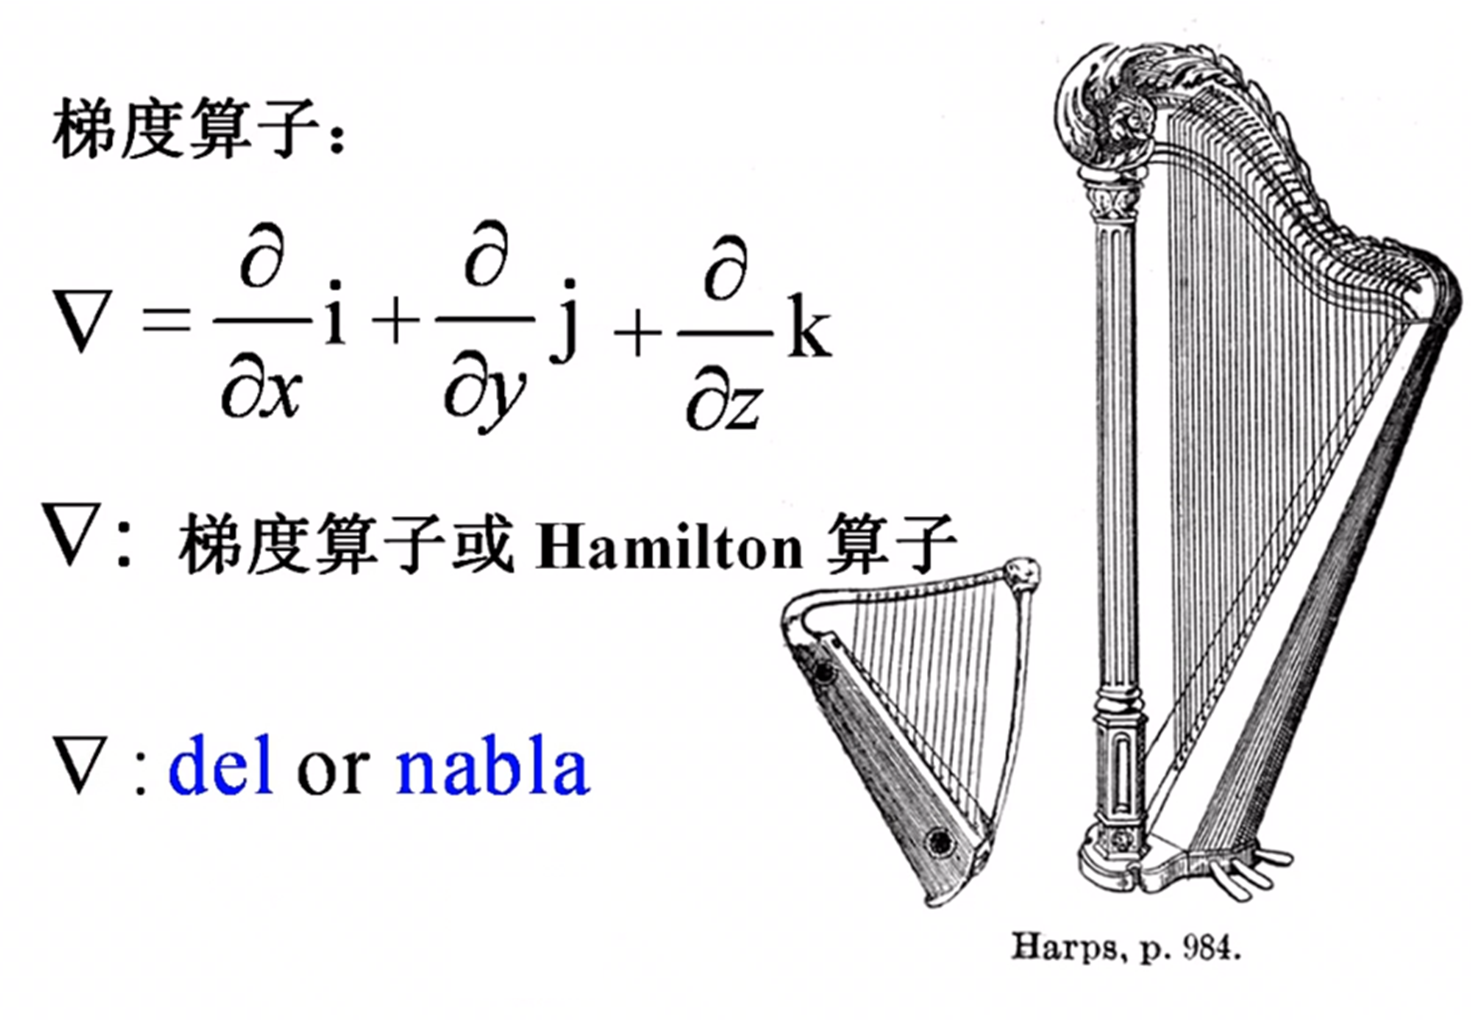 梯度算子：
∇ = ∂/∂x i + ∂/∂y j + ∂/∂z k
∇： 梯度算子或 Hamilton 算子
∇ : del or nabla
Harps, p. 984.